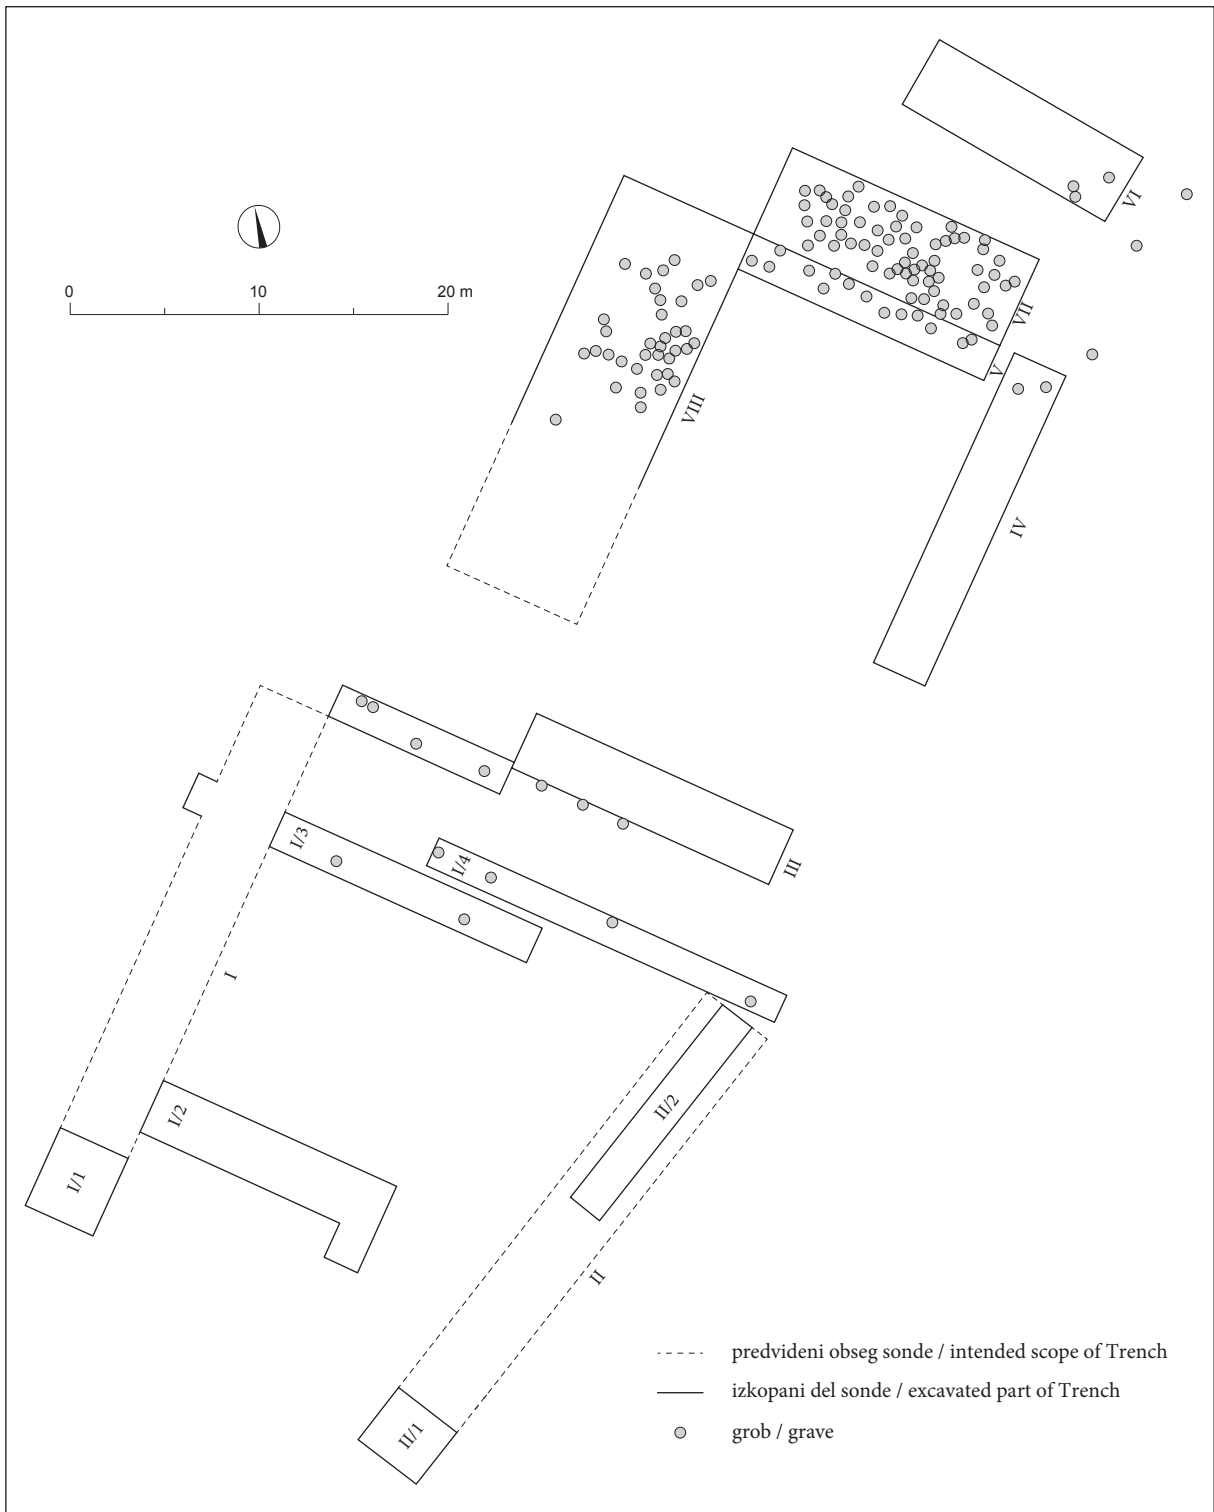 VI
0 10 20 m
VII
V
VIII
IV
I/3
I/4
III
I
I/2
II/2
I/1
II
predvideni obseg sonde / intended scope of Trench
izkopani del sonde / excavated part of Trench
II/1
grob / grave